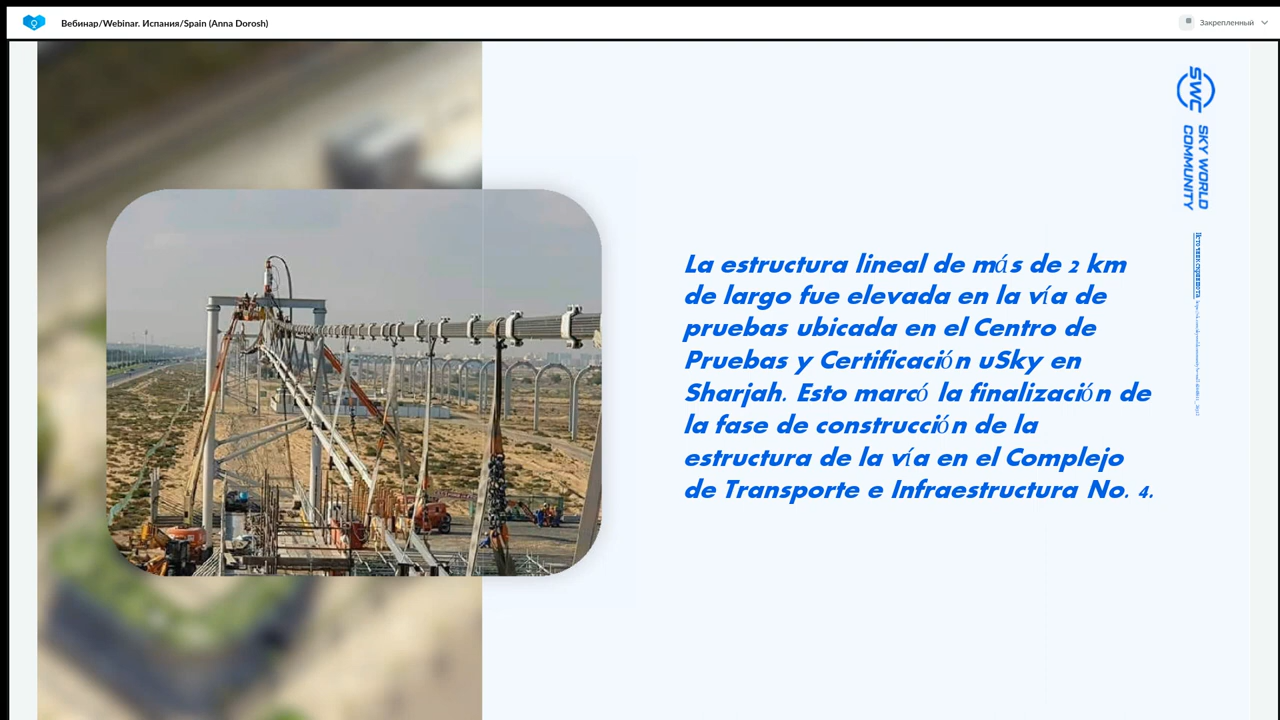 Вебинар/Webinar. Испания/Spain (Anna Dorosh)
Закрепленный
SWC
SKY WORLD
COMMUNITY
La estructura lineal de más de 2 km
de largo fue elevada en la vía de
pruebas ubicada en el Centro de
Pruebas y Certificación uSky en
Sharjah. Esto marcó la finalización de
la fase de construcción de la
estructura de la vía en el Complejo
de Transporte e Infraestructura No. 4.